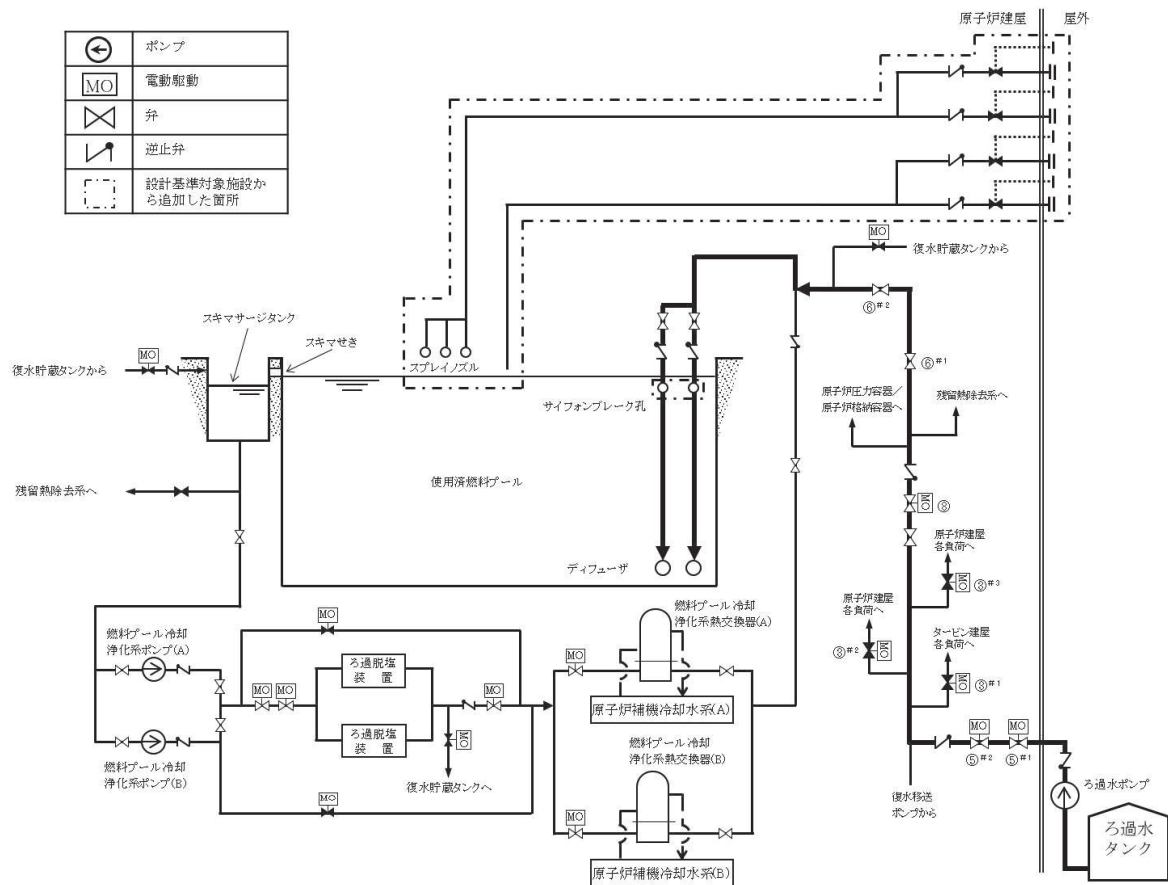 原子炉建屋
屋外
ポンプ
MO
電動駆動
弁
逆止弁
設計基準対象施設か
ら追加した箇所
MO
復水貯蔵タンクから
⑥#2
スキマサージタンク
スキマせき
MO
復水貯蔵タンクから
スプレイノズル
⑥#1
原子炉圧力容器/
原子炉格納容器へ
残留熱除去系へ
サイフォンブレーク孔
残留熱除去系へ
使用済燃料プール
MO
⑧
原子炉建屋
各負荷へ
ディフューザ
MO
③#3
原子炉建屋
各負荷へ
MO
③#2
タービン建屋
各負荷へ
MO
③#1
燃料プール冷却
浄化系ポンプ(A)
MO
燃料プール冷却
浄化系熱交換器(A)
ろ過脱塩
装置
MO
MO
MO
MO
MO
原子炉補機冷却水系(A)
ろ過脱塩
装置
MO
燃料プール冷却
浄化系ポンプ(B)
復水貯蔵タンクへ
燃料プール冷却
浄化系熱交換器(B)
MO
MO
原子炉補機冷却水系(B)
MO
MO
⑤#2
⑤#1
復水移送
ポンプから
ろ過水ポンプ
ろ過水
タンク